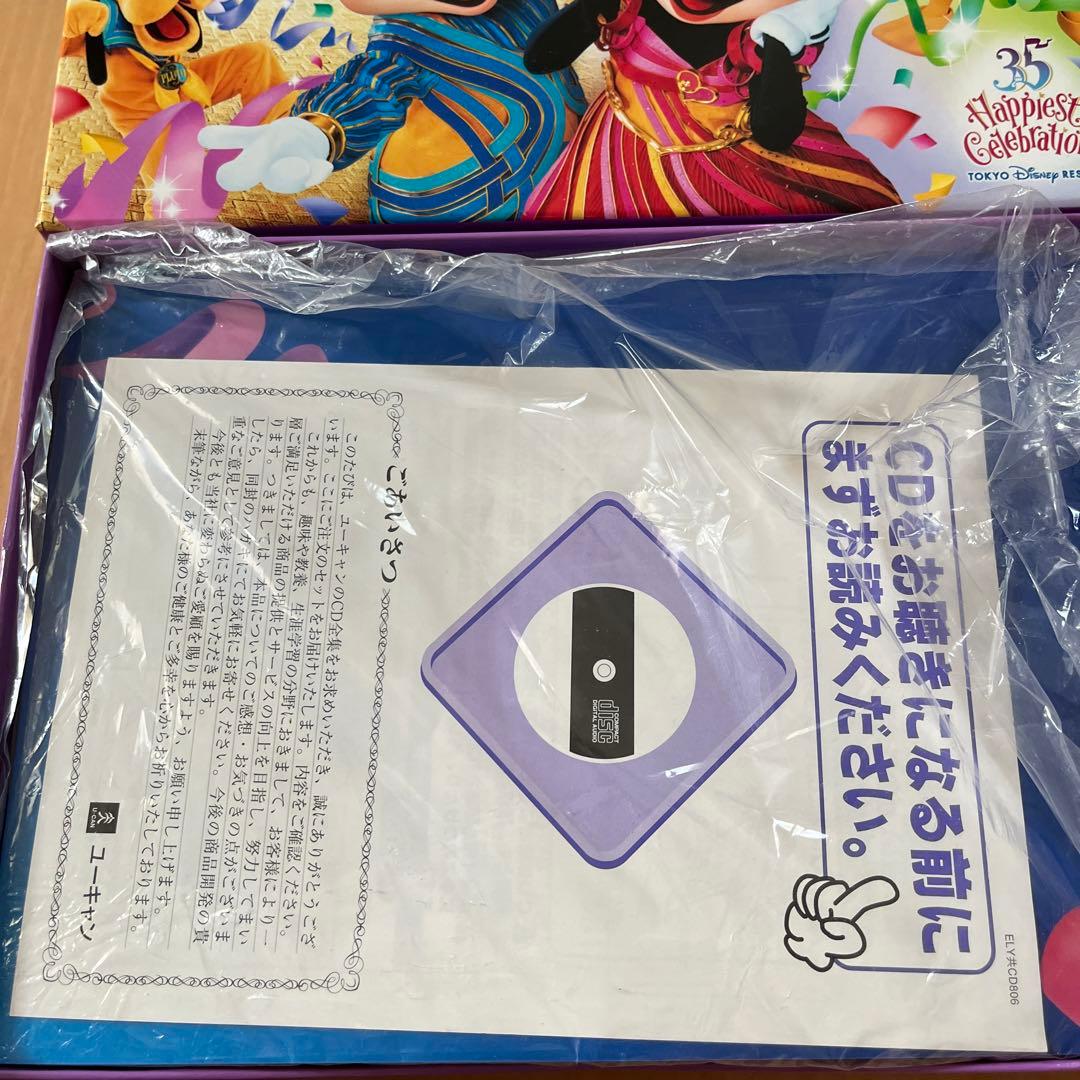 PLUTO
35
Happiest
Celebration
TOKYO Disney RES
CDをお聴きになる前に
まずお読みください。
ELY共CD806
COMPACT
disc
DIGITAL AUDIO
ごあいさつ
このたびは、ユーキャンのCD全集をお求めいただき、誠にありがとうござ
います。ここにご注文のセットをお届けいたします。内容をご確認ください。
これからも、趣味や教養、生涯学習の分野におきまして、お客様により一
層ご満足いただける商品の提供とサービスの向上を目指し、努力してまい
ります。つきましては、本品についてのご感想・お気づきの点がございま
したら、同封のハガキにてお気軽にお寄せください。今後の商品開発の貴
重なご意見として参考にさせていただきます。
今後とも当社に変わらぬご愛顧を賜りますよう、お願い申し上げます。
末筆ながら、あなた様のご健康とご多幸を心からお祈りいたしております。
U-CAN
ユーキャン